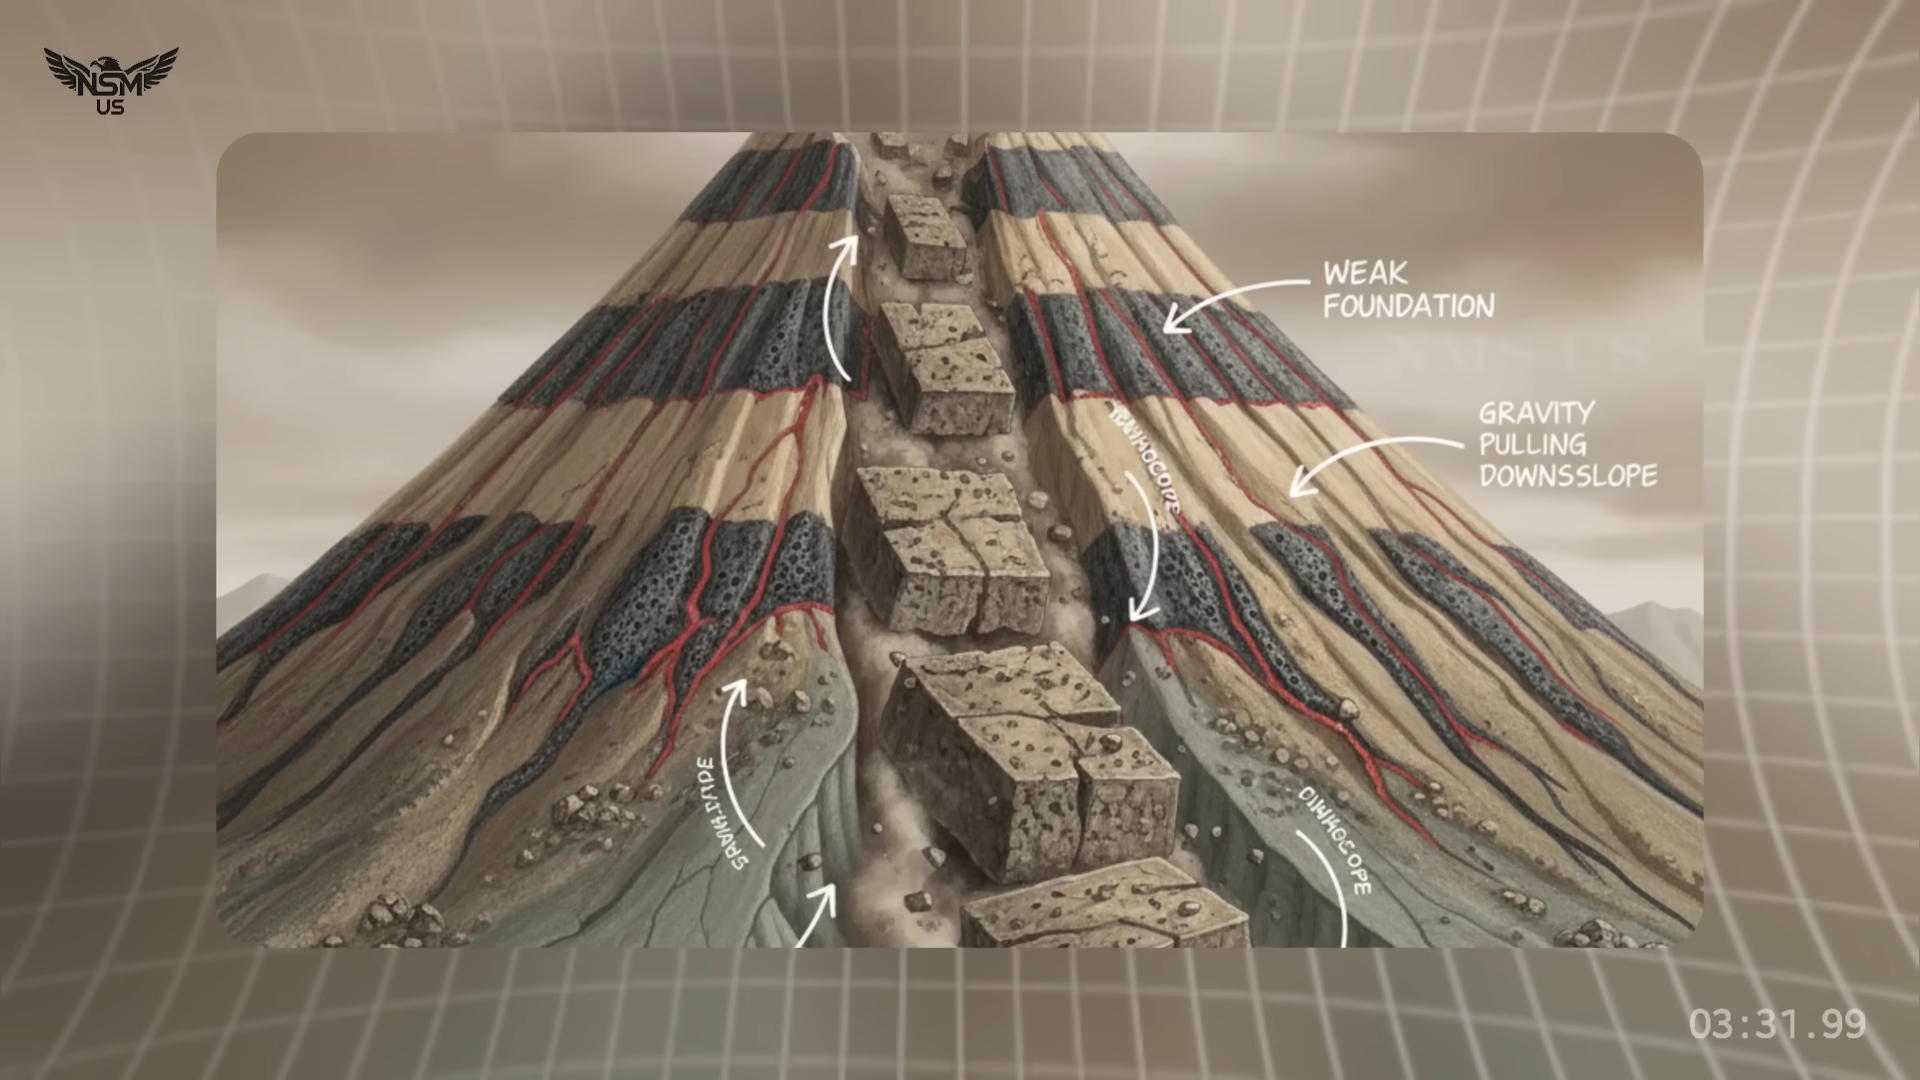 NSM
US
WEAK
FOUNDATION
GRAVITY
PULLING
DOWNSSLOPE
03:31.99